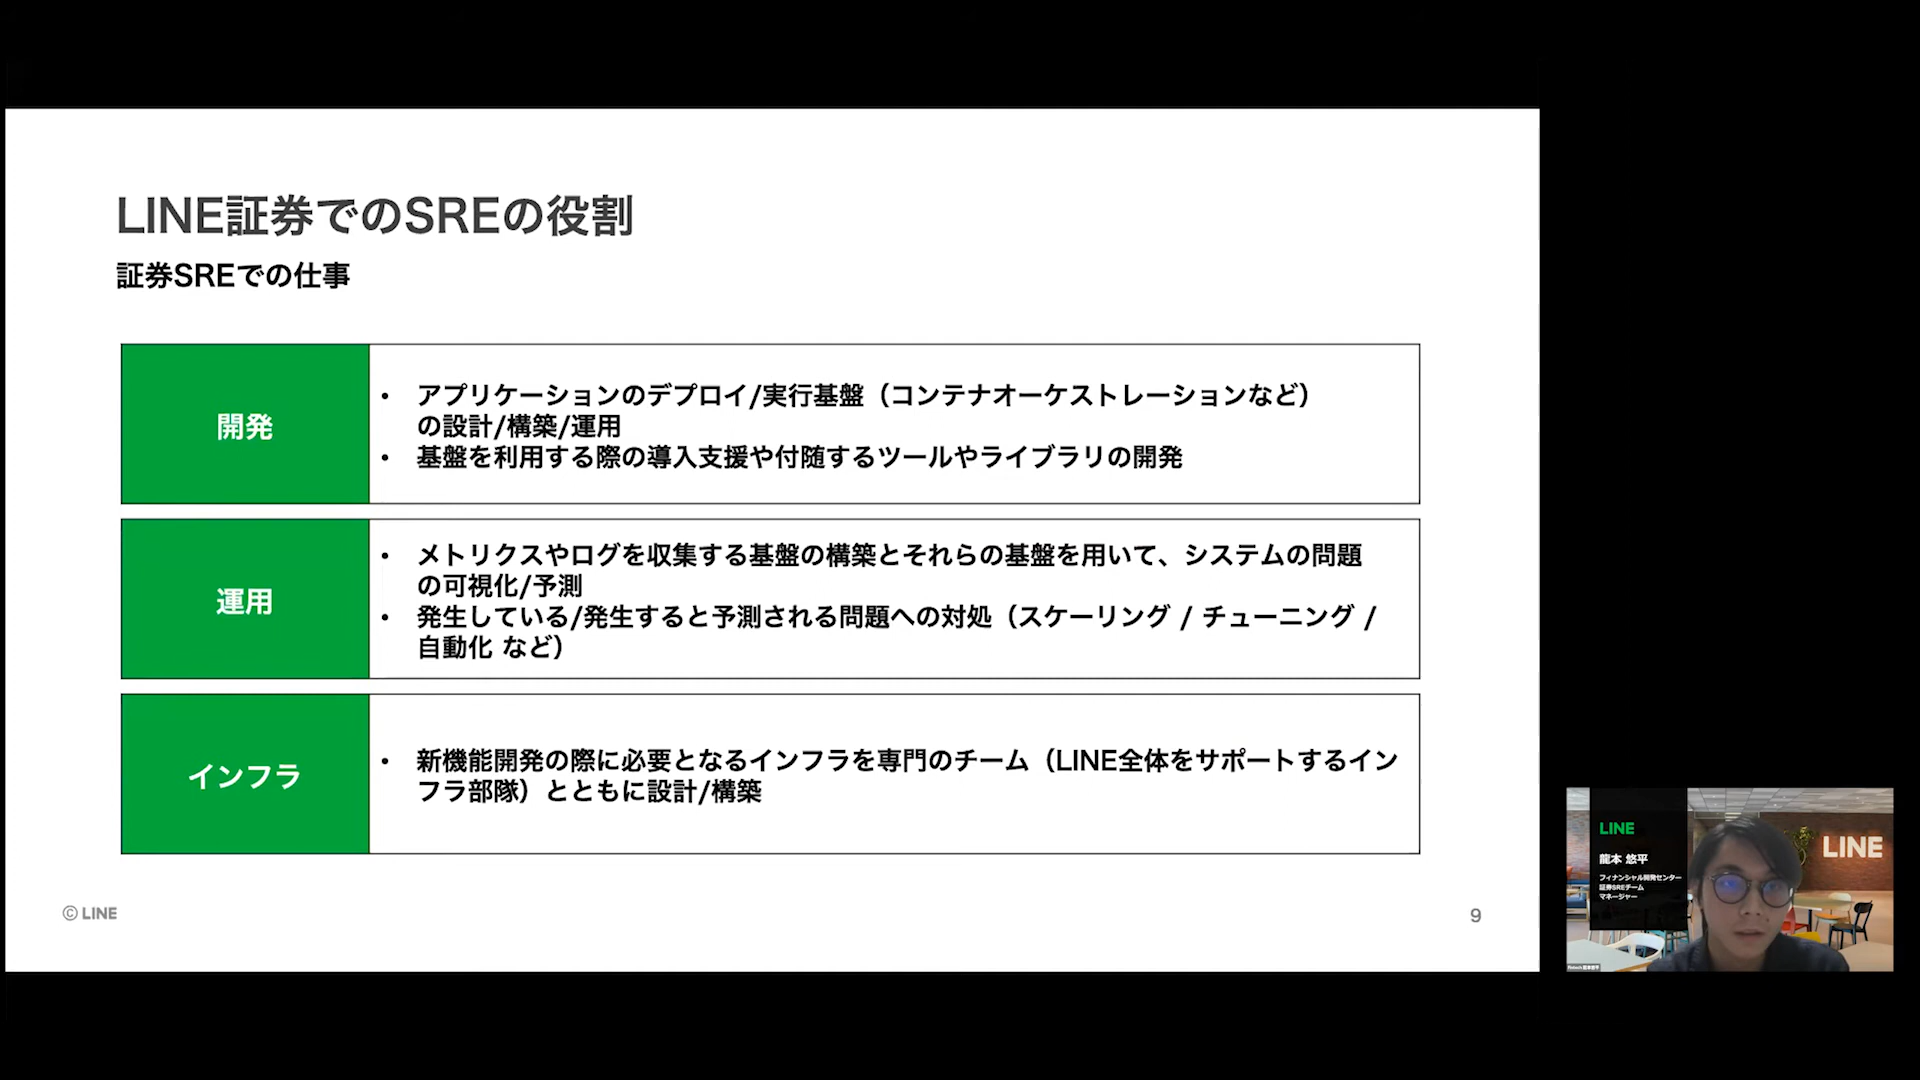 LINE証券でのSREの役割
証券SREでの仕事
開発
• アプリケーションのデプロイ/実行基盤（コンテナオーケストレーションなど）
の設計/構築/運用
• 基盤を利用する際の導入支援や付随するツールやライブラリの開発
運用
• メトリクスやログを収集する基盤の構築とそれらの基盤を用いて、システムの問題
の可視化/予測
• 発生している/発生すると予測される問題への対処（スケーリング / チューニング /
自動化 など）
インフラ
• 新機能開発の際に必要となるインフラを専門のチーム（LINE全体をサポートするイン
フラ部隊）とともに設計/構築
© LINE
9
LINE
龍本 悠平
フィナンシャル開発センター
証券SREチーム
マネージャー
LINE